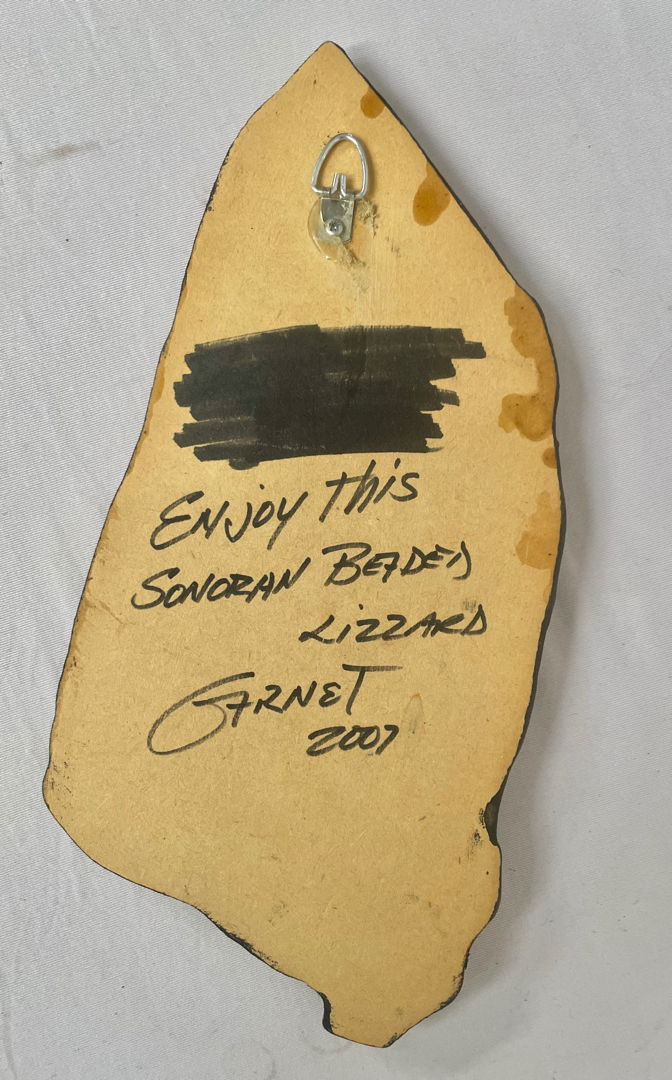 ENJOY this
SONORAN BEADED
LIZZARD
GARNET
2007